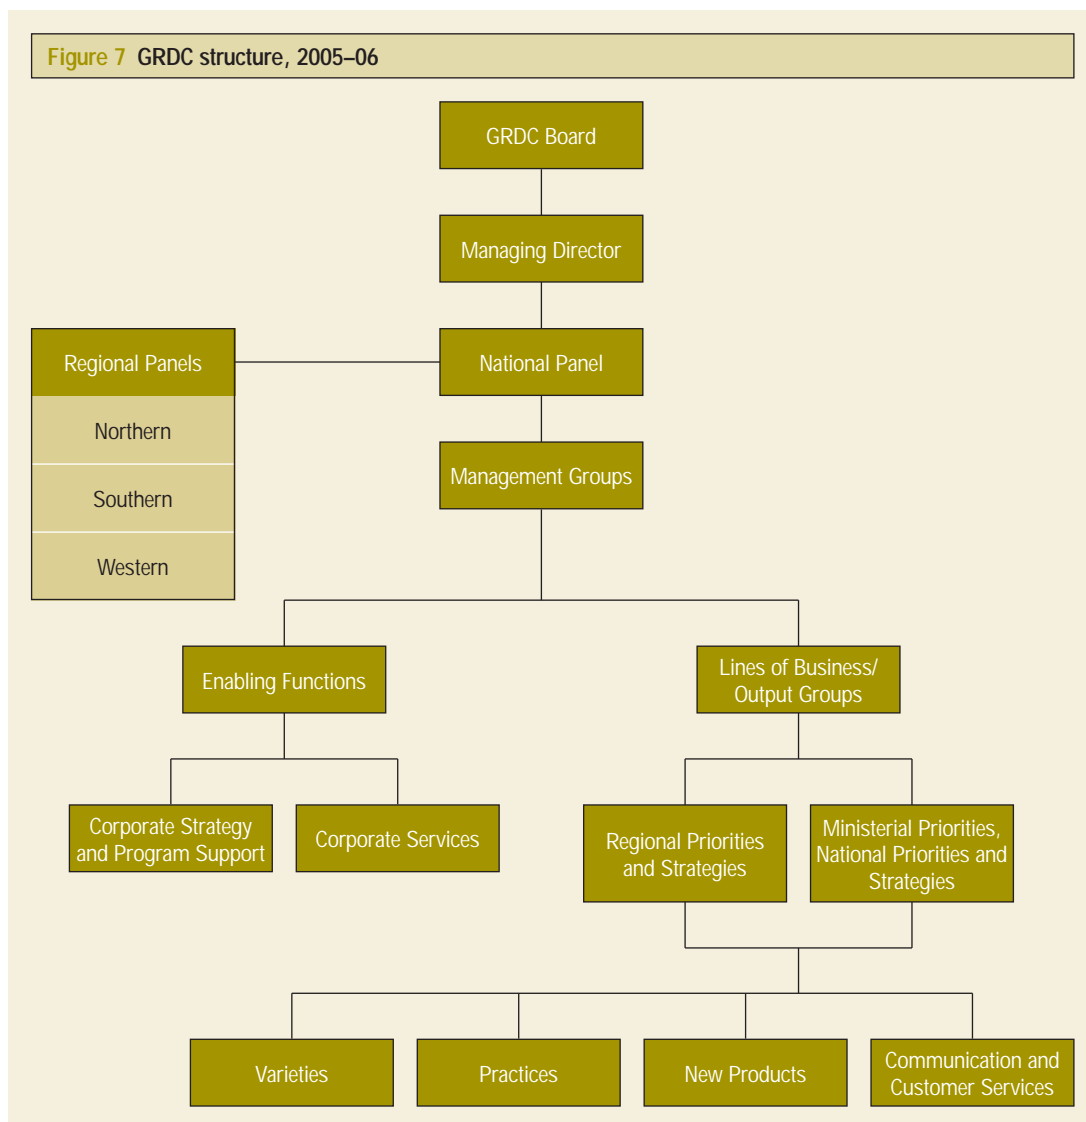 Figure 7 GRDC structure, 2005–06
GRDC Board
Managing Director
Regional Panels
National Panel
Northern
Management Groups
Southern
Western
Enabling Functions
Lines of Business/
Output Groups
Corporate Strategy
and Program Support
Corporate Services
Regional Priorities
and Strategies
Ministerial Priorities,
National Priorities and
Strategies
Varieties
Practices
New Products
Communication and
Customer Services